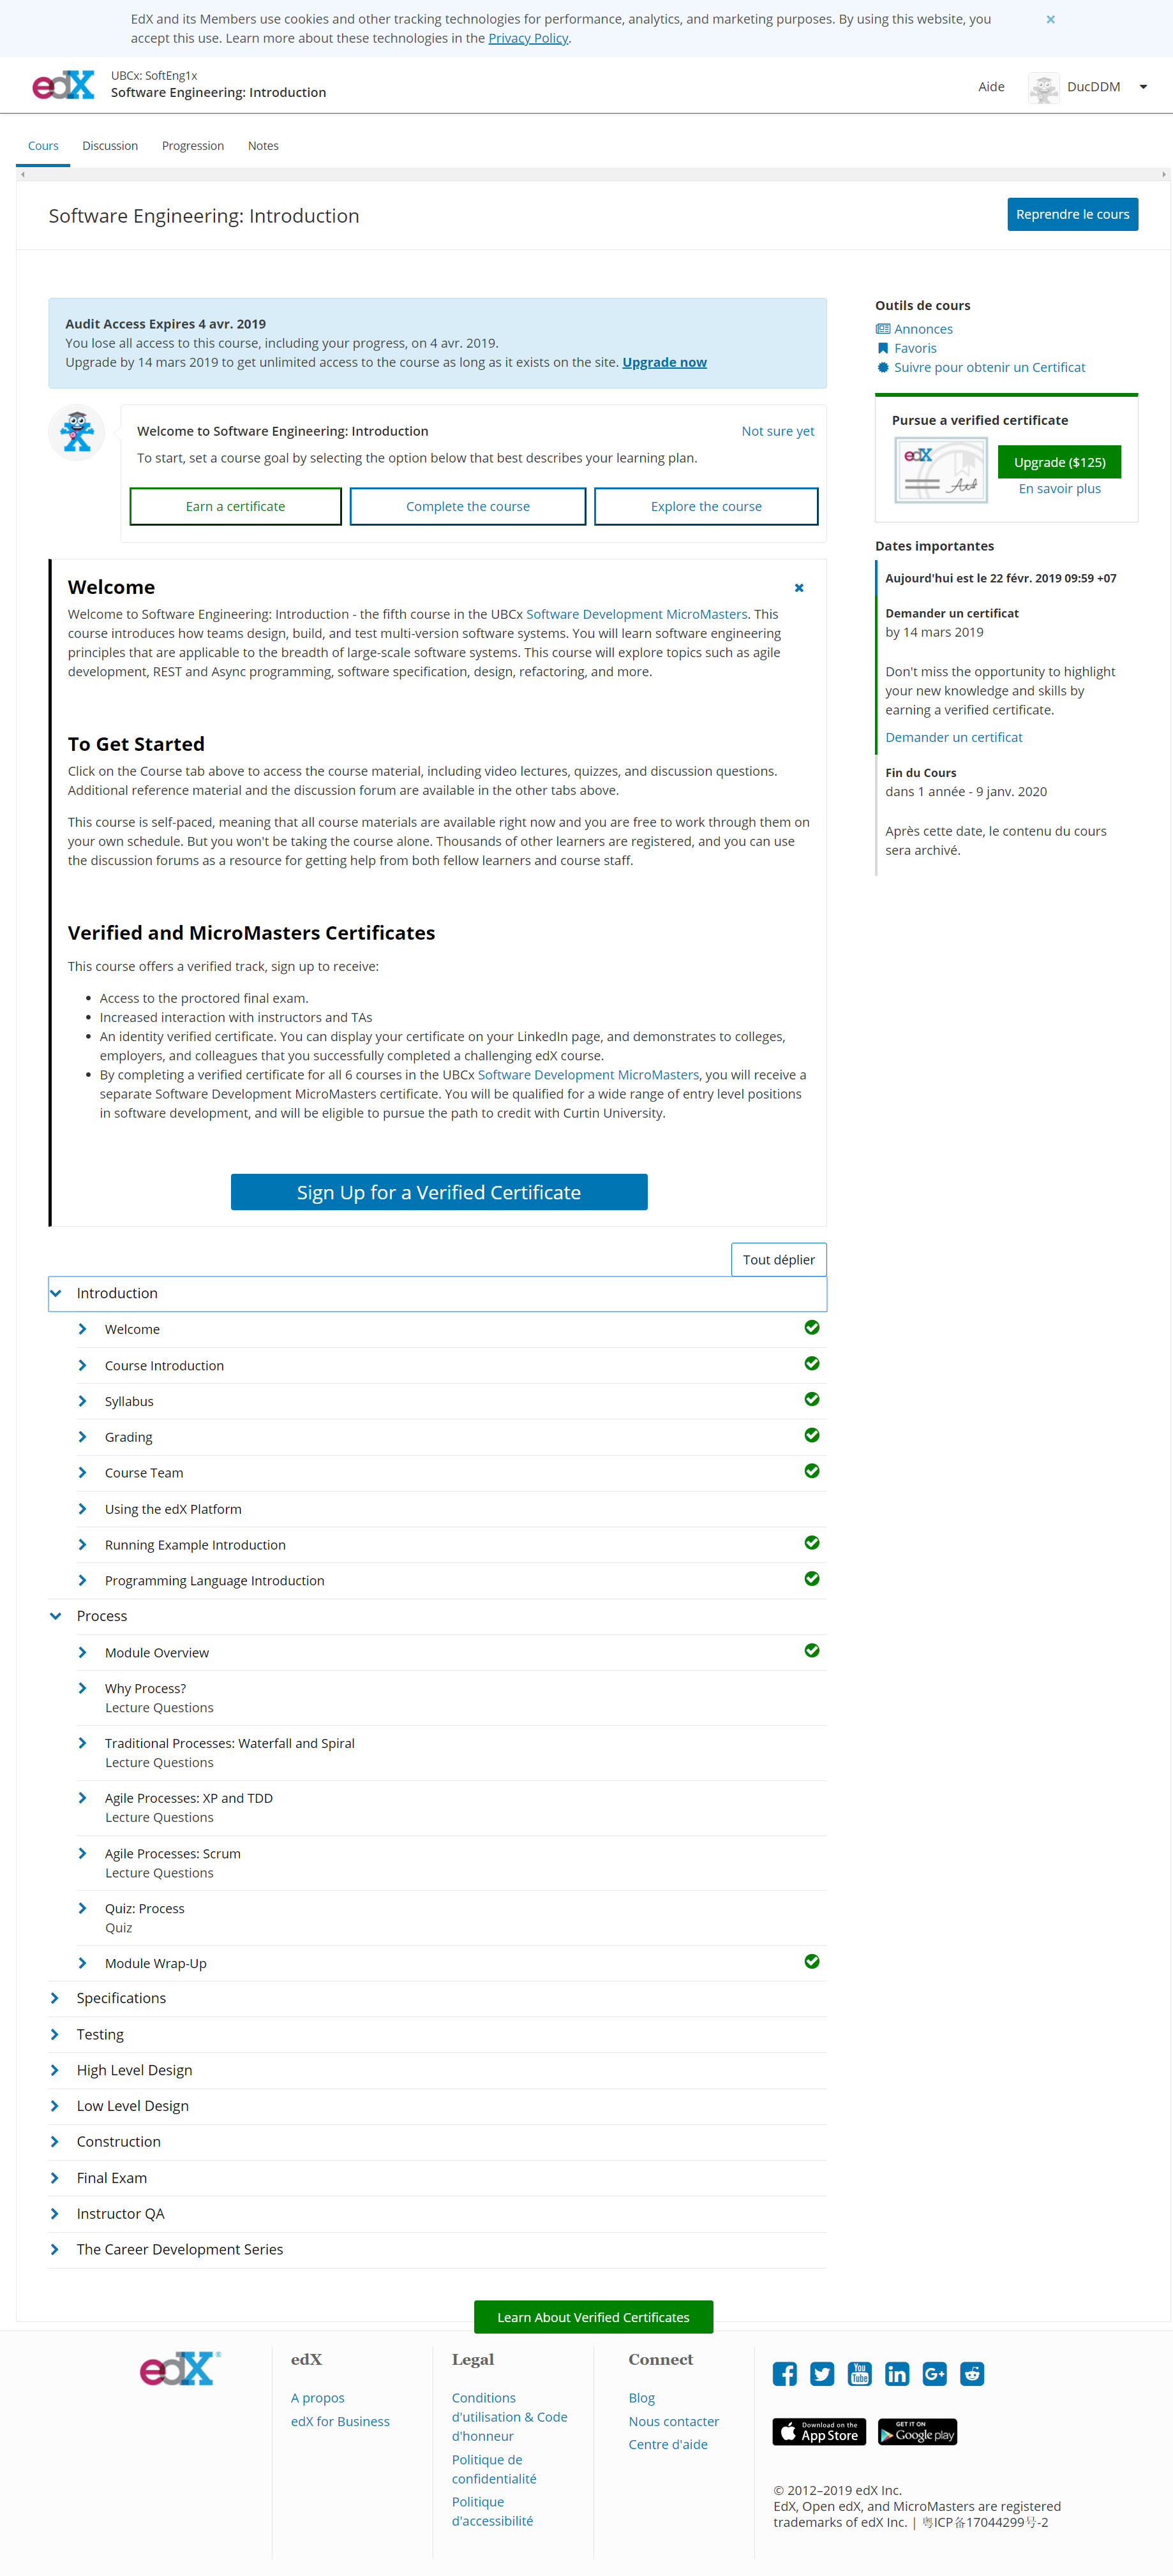 EdX and its Members use cookies and other tracking technologies for performance, analytics, and marketing purposes. By using this website, you
accept this use. Learn more about these technologies in the Privacy Policy.
edX
UBCx: SoftEng1x
Software Engineering: Introduction
Aide
DucDDM
Cours
Discussion
Progression
Notes
Software Engineering: Introduction
Reprendre le cours
Audit Access Expires 4 avr. 2019
You lose all access to this course, including your progress, on 4 avr. 2019.
Upgrade by 14 mars 2019 to get unlimited access to the course as long as it exists on the site. Upgrade now
Welcome to Software Engineering: Introduction
Not sure yet
To start, set a course goal by selecting the option below that best describes your learning plan.
Earn a certificate
Complete the course
Explore the course
Welcome
Welcome to Software Engineering: Introduction - the fifth course in the UBCx Software Development MicroMasters. This
course introduces how teams design, build, and test multi-version software systems. You will learn software engineering
principles that are applicable to the breadth of large-scale software systems. This course will explore topics such as agile
development, REST and Async programming, software specification, design, refactoring, and more.
To Get Started
Click on the Course tab above to access the course material, including video lectures, quizzes, and discussion questions.
Additional reference material and the discussion forum are available in the other tabs above.
This course is self-paced, meaning that all course materials are available right now and you are free to work through them on
your own schedule. But you won't be taking the course alone. Thousands of other learners are registered, and you can use
the discussion forums as a resource for getting help from both fellow learners and course staff.
Verified and MicroMasters Certificates
This course offers a verified track, sign up to receive:
• Access to the proctored final exam.
• Increased interaction with instructors and TAs
• An identity verified certificate. You can display your certificate on your LinkedIn page, and demonstrates to colleges,
employers, and colleagues that you successfully completed a challenging edX course.
• By completing a verified certificate for all 6 courses in the UBCx Software Development MicroMasters, you will receive a
separate Software Development MicroMasters certificate. You will be qualified for a wide range of entry level positions
in software development, and will be eligible to pursue the path to credit with Curtin University.
Sign Up for a Verified Certificate
Outils de cours
Annonces
Favoris
Suivre pour obtenir un Certificat
Pursue a verified certificate
edX
Upgrade ($125)
En savoir plus
Dates importantes
Aujourd'hui est le 22 févr. 2019 09:59 +07
Demander un certificat
by 14 mars 2019
Don't miss the opportunity to highlight
your new knowledge and skills by
earning a verified certificate.
Demander un certificat
Fin du Cours
dans 1 année - 9 janv. 2020
Après cette date, le contenu du cours
sera archivé.
Tout déplier
Introduction
Welcome
Course Introduction
Syllabus
Grading
Course Team
Using the edX Platform
Running Example Introduction
Programming Language Introduction
Process
Module Overview
Why Process?
Lecture Questions
Traditional Processes: Waterfall and Spiral
Lecture Questions
Agile Processes: XP and TDD
Lecture Questions
Agile Processes: Scrum
Lecture Questions
Quiz: Process
Quiz
Module Wrap-Up
Specifications
Testing
High Level Design
Low Level Design
Construction
Final Exam
Instructor QA
The Career Development Series
Learn About Verified Certificates
edX®
edX
A propos
edX for Business
Legal
Conditions
d'utilisation & Code
d'honneur
Politique de
confidentialité
Politique
d'accessibilité
Connect
Blog
Nous contacter
Centre d'aide
You
Tube
in
G+
Download on the
App Store
GET IT ON
Google play
© 2012–2019 edX Inc.
EdX, Open edX, and MicroMasters are registered
trademarks of edX Inc. | 粤ICP备17044299号-2